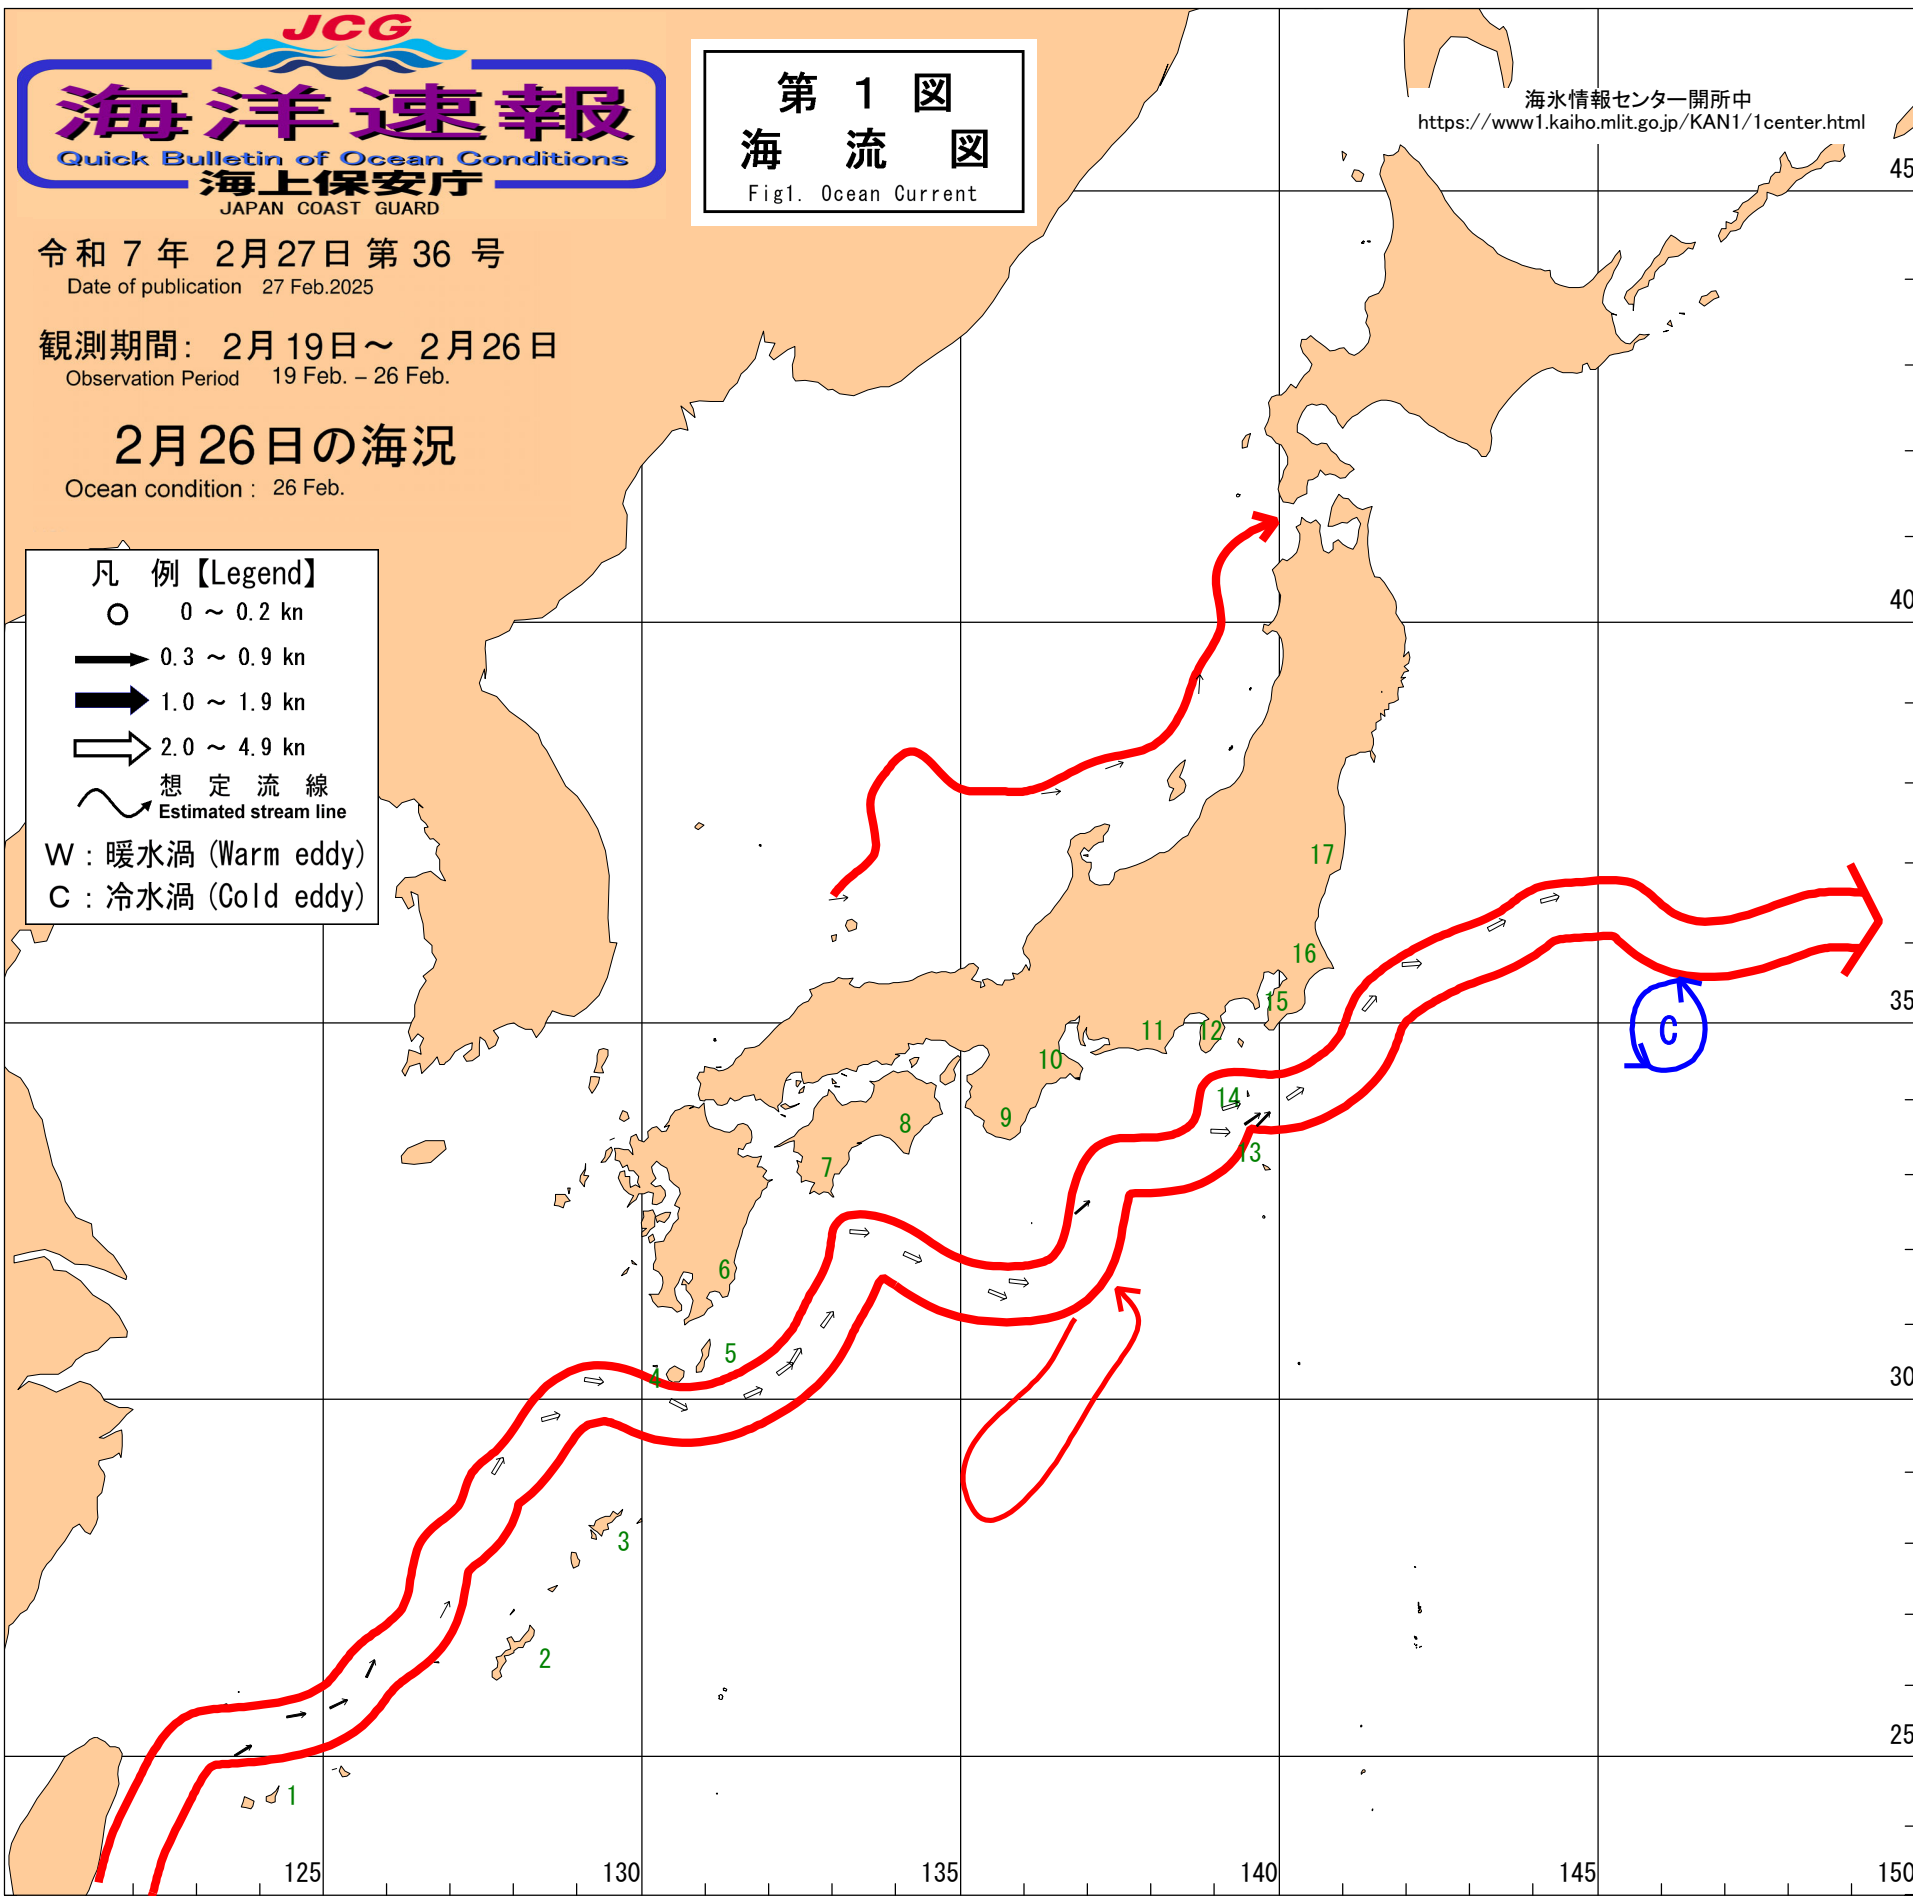 JCG
海洋速報
Quick Bulletin of Ocean Conditions
海上保安庁
JAPAN COAST GUARD
令和 7 年 2月27日 第 36 号
Date of publication 27 Feb.2025
観測期間: 2月19日～ 2月26日
Observation Period 19 Feb. – 26 Feb.
2月26日の海況
Ocean condition : 26 Feb.
第 1 図
海 流 図
Fig1. Ocean Current
海氷情報センター開所中
https://www1.kaiho.mlit.go.jp/KAN1/1center.html
凡 例【Legend】
0 ～ 0.2 kn
0.3 ～ 0.9 kn
1.0 ～ 1.9 kn
2.0 ～ 4.9 kn
想 定 流 線
Estimated stream line
W : 暖水渦 (Warm eddy)
C : 冷水渦 (Cold eddy)
45
40
17
16
35
15
12
11
C
10
14
9
8
13
7
6
5
4
30
3
2
25
1
125
130
135
140
145
150